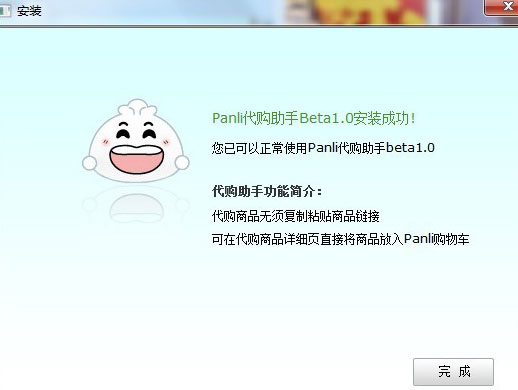 安装
Panli代购助手Beta1.0安装成功!
您已可以正常使用Panli代购助手beta1.0
代购助手功能简介：
代购商品无须复制粘贴商品链接
可在代购商品详细页直接将商品放入Panli购物车
完 成